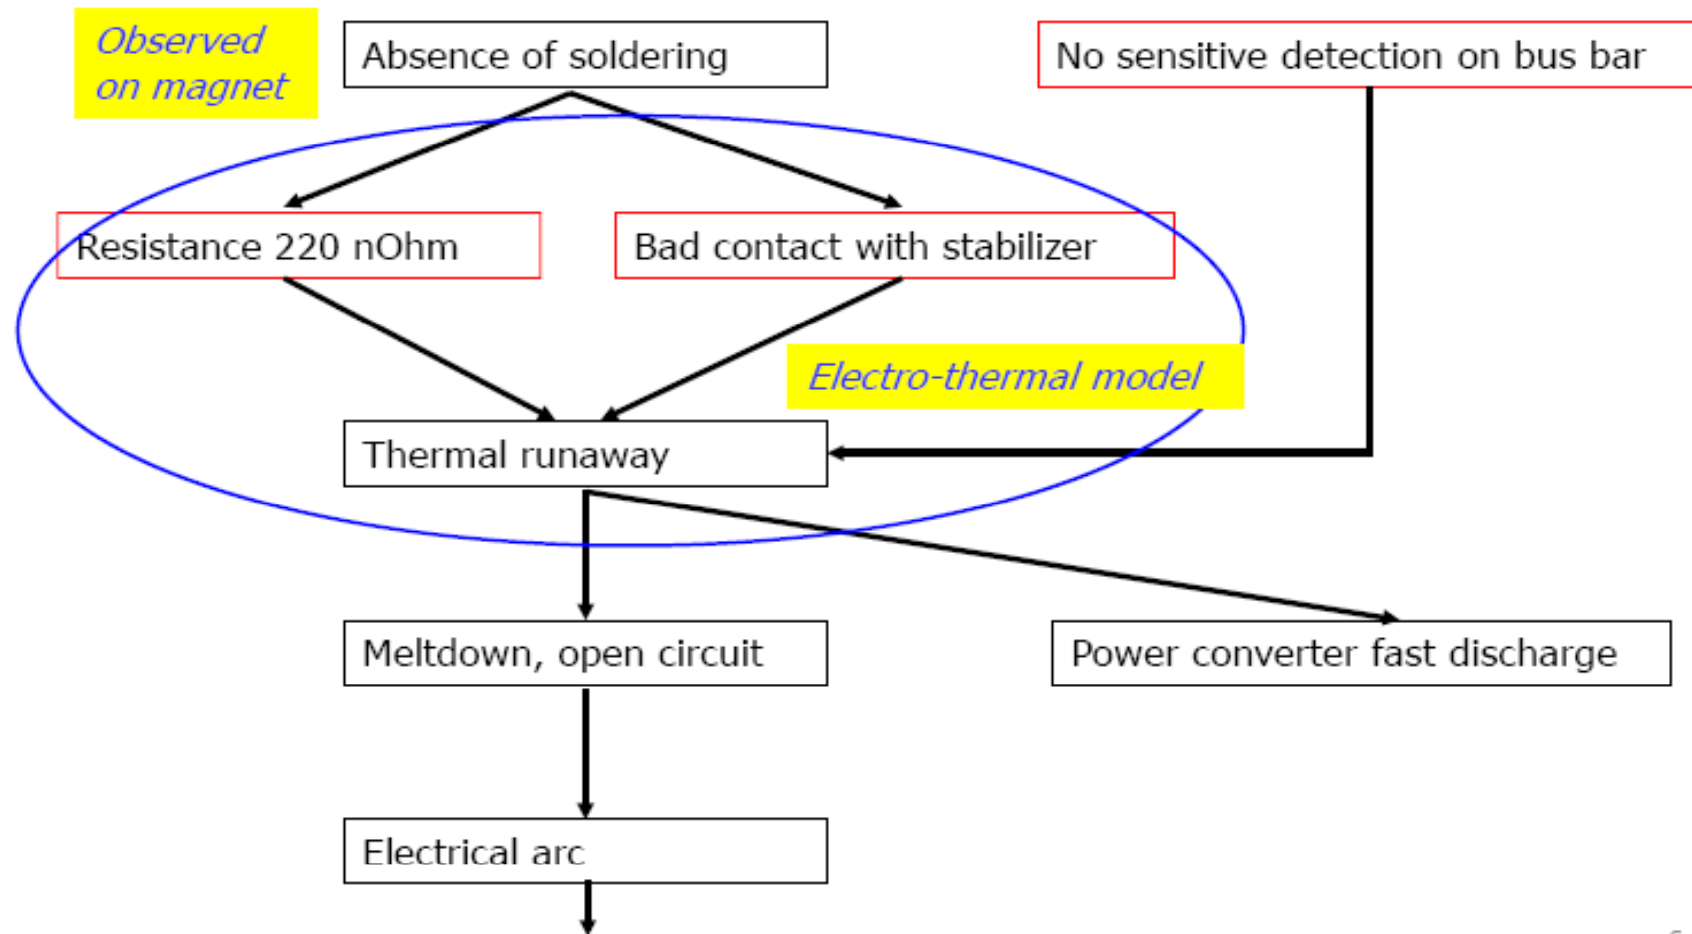 Observed
on magnet
Absence of soldering
No sensitive detection on bus bar
Resistance 220 nOhm
Bad contact with stabilizer
Electro-thermal model
Thermal runaway
Meltdown, open circuit
Power converter fast discharge
Electrical arc